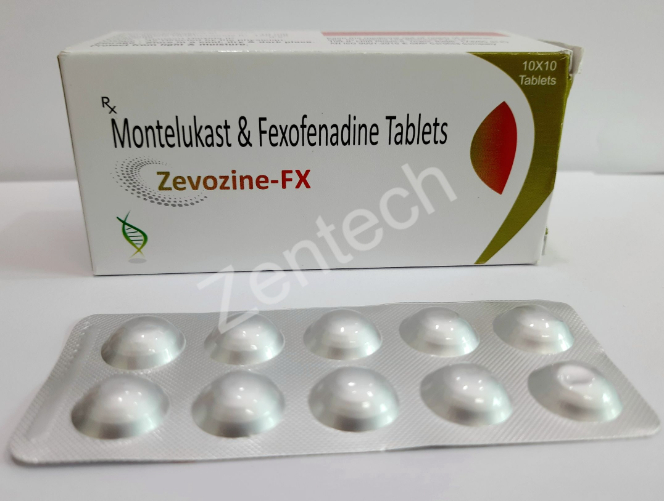 10X10
Tablets
Rx
Montelukast & Fexofenadine Tablets
Zevozine-FX
Zentech